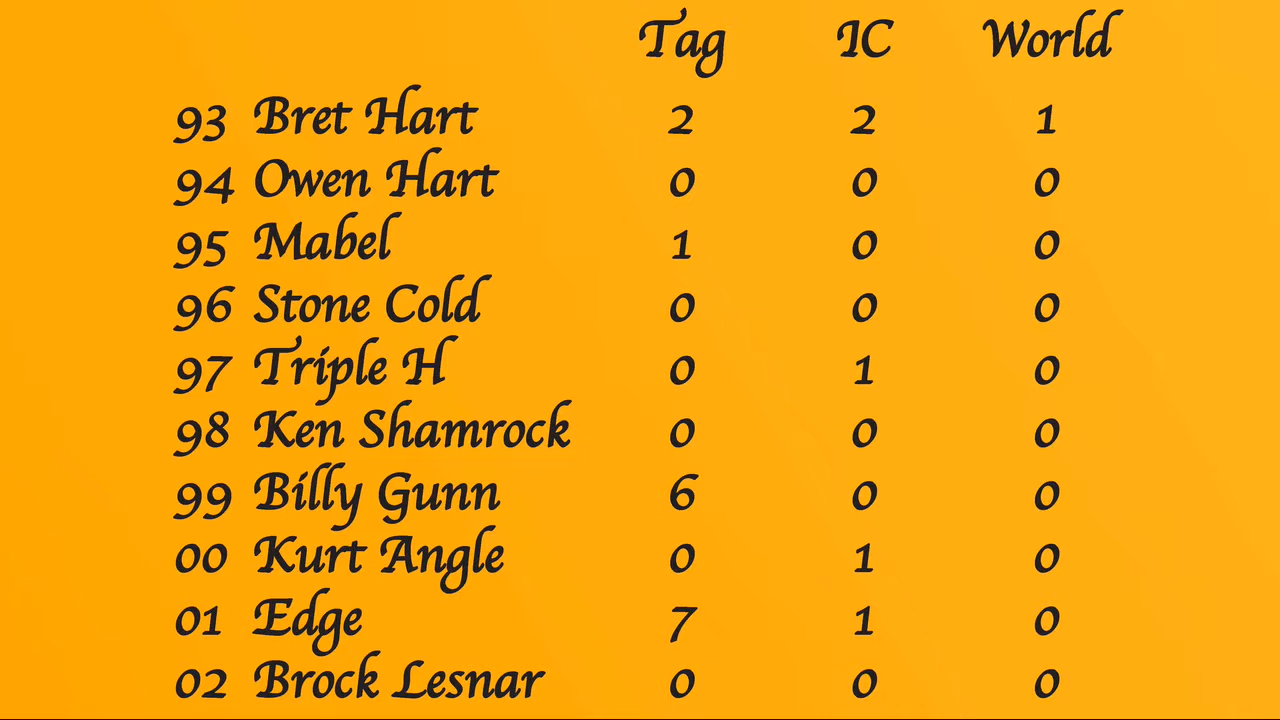 Tag IC World
93 Bret Hart 2 2 1
94 Owen Hart 0 0 0
95 Mabel 1 0 0
96 Stone Cold 0 0 0
97 Triple H 0 1 0
98 Ken Shamrock 0 0 0
99 Billy Gunn 6 0 0
00 Kurt Angle 0 1 0
01 Edge 7 1 0
02 Brock Lesnar 0 0 0